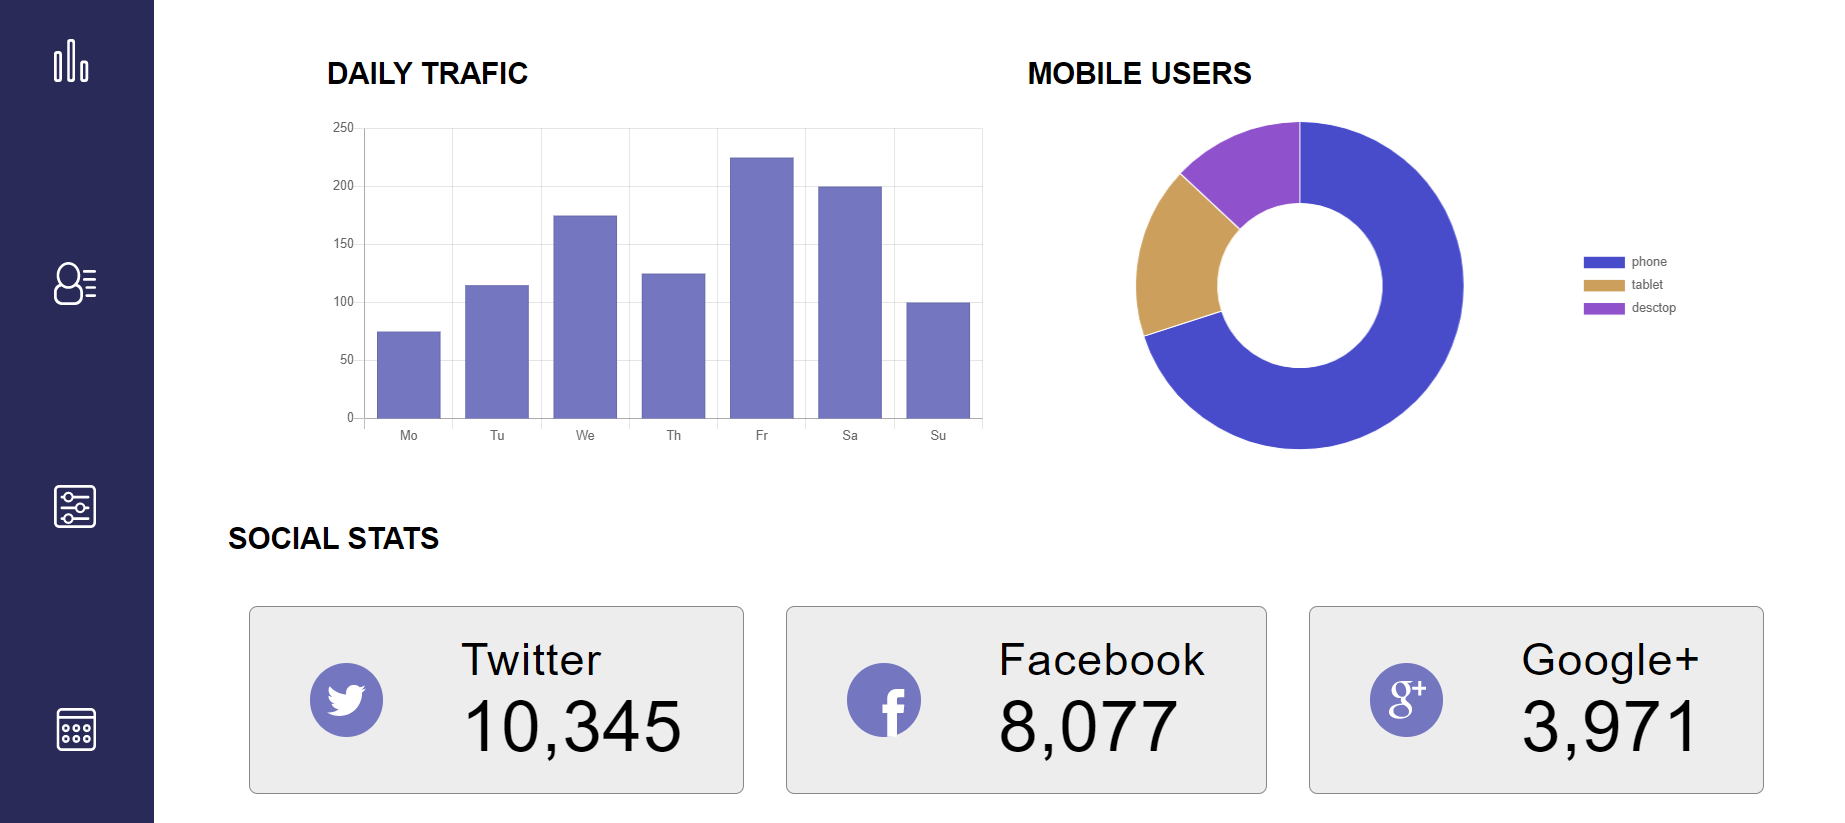 DAILY TRAFIC
250
200
150
100
50
0
Mo Tu We Th Fr Sa Su
MOBILE USERS
phone
tablet
desctop
SOCIAL STATS
Twitter
10,345
Facebook
8,077
g+
Google+
3,971